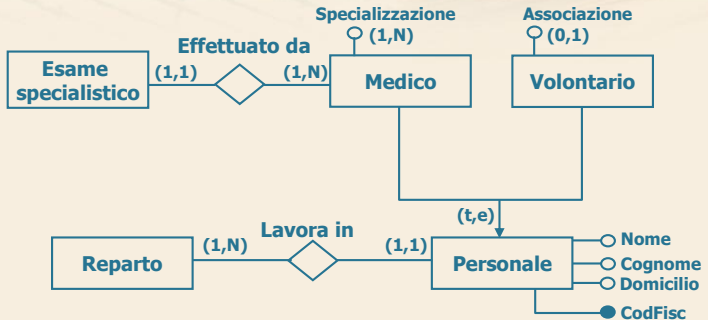 Specializzazione
(1,N)
Associazione
(0,1)
Effettuato da
Esame
specialistico
(1,1)
(1,N)
Medico
Volontario
(t,e)
Lavora in
Reparto
(1,N)
(1,1)
Personale
Nome
Cognome
Domicilio
CodFisc